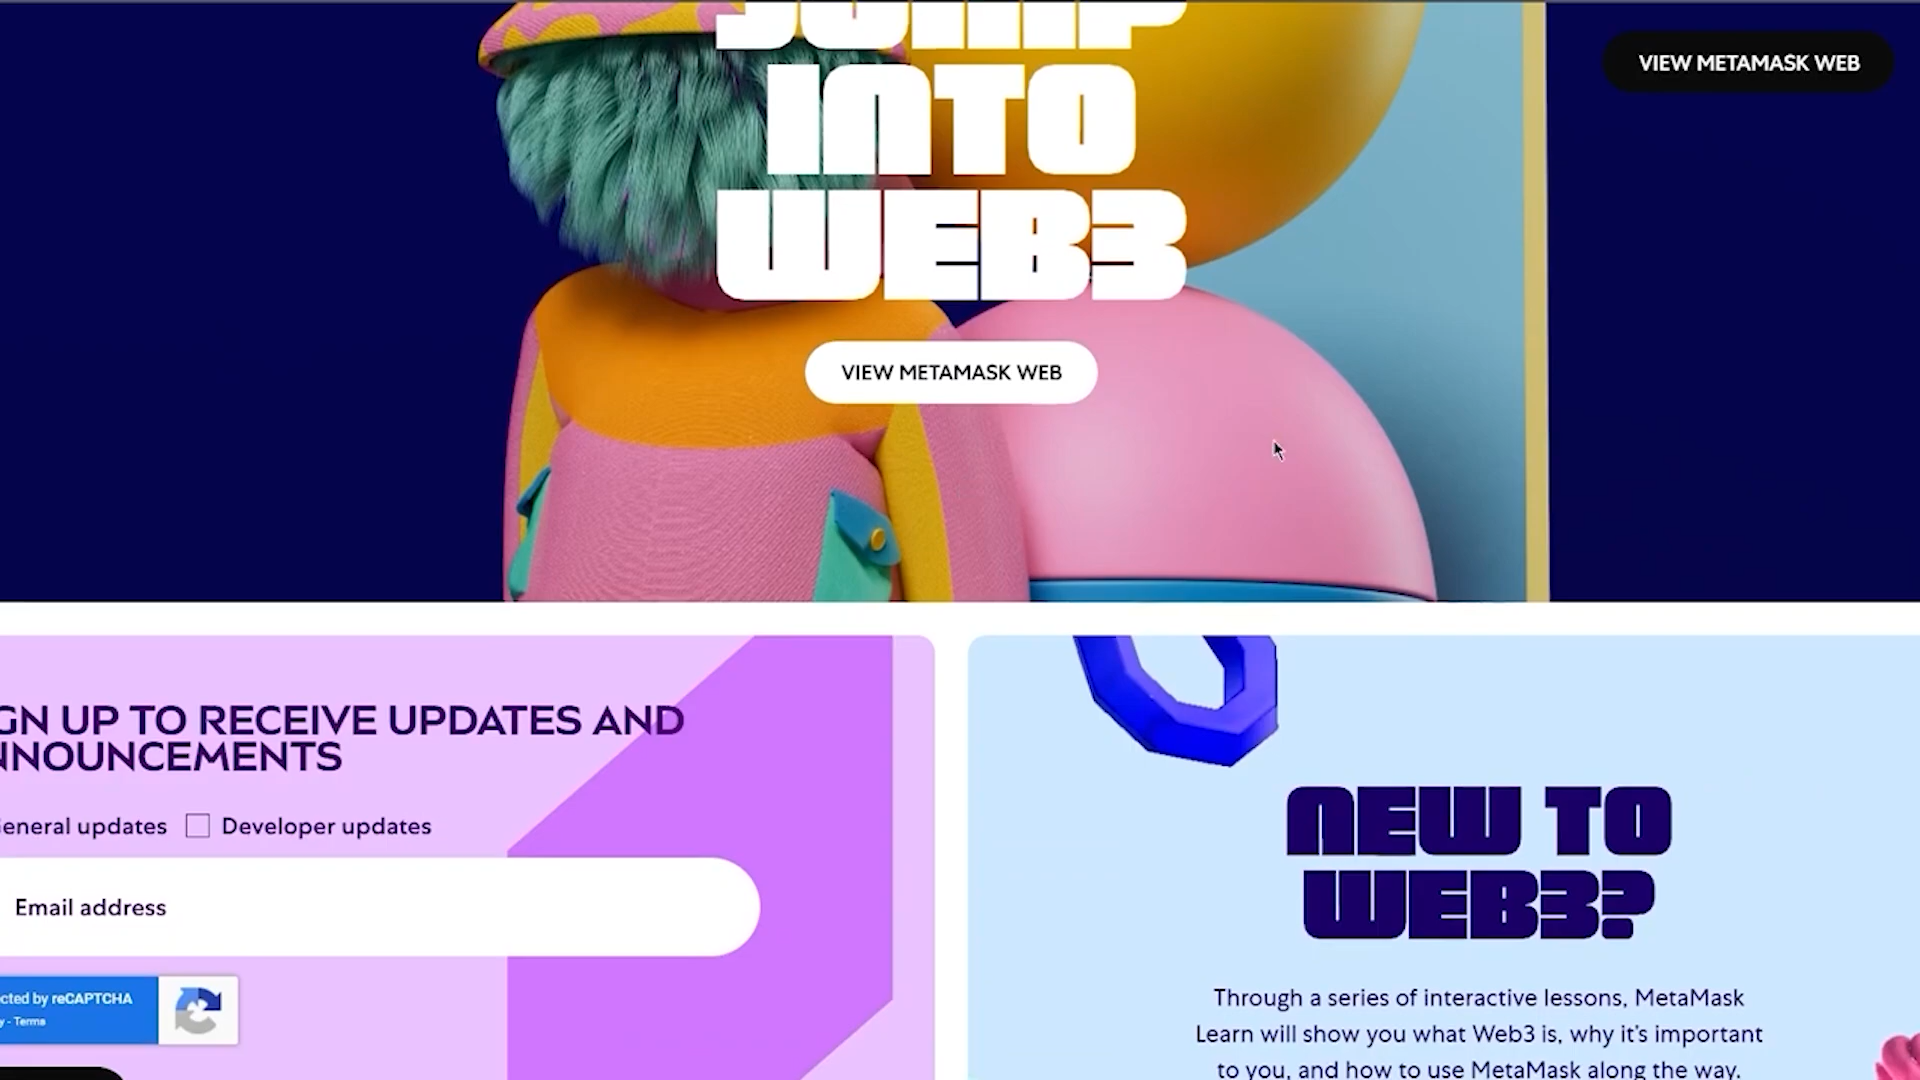 JUMP
INTO
WEB3
VIEW METAMASK WEB
VIEW METAMASK WEB
GN UP TO RECEIVE UPDATES AND
NNOUNCEMENTS
eneral updates
Developer updates
Email address
cted by reCAPTCHA
y - Terms
NEW TO
WEB3?
Through a series of interactive lessons, MetaMask
Learn will show you what Web3 is, why it's important
to you, and how to use MetaMask along the way.